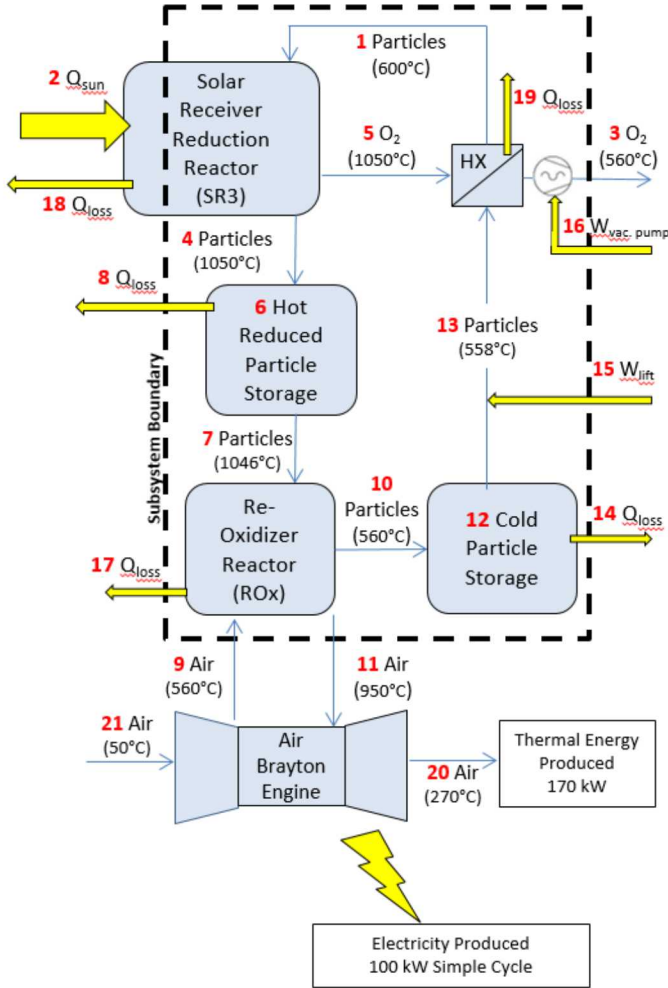 1 Particles
(600°C)
2 Qsun
Solar
Receiver
Reduction
Reactor
(SR3)
18 Qloss
5 O2
(1050°C)
HX
19 Qloss
3 O2
(560°C)
16 Wvac. pump
4 Particles
(1050°C)
8 Qloss
6 Hot
Reduced
Particle
Storage
13 Particles
(558°C)
15 Wlift
Subsystem Boundary
7 Particles
(1046°C)
Re-
Oxidizer
Reactor
(ROx)
10
Particles
(560°C)
12 Cold
Particle
Storage
14 Qloss
17 Qloss
9 Air
(560°C)
11 Air
(950°C)
21 Air
(50°C)
Air
Brayton
Engine
20 Air
(270°C)
Thermal Energy
Produced
170 kW
Electricity Produced
100 kW Simple Cycle